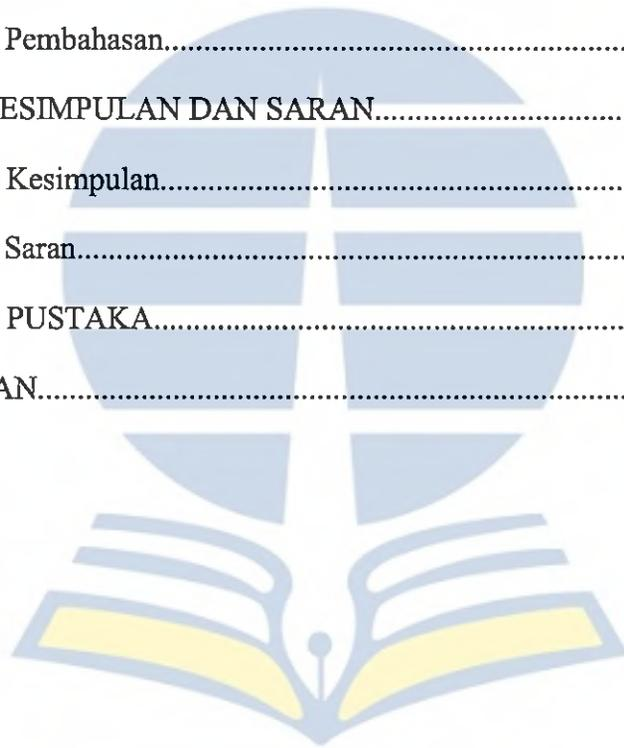 Pembahasan..............................................................................
ESIMPULAN DAN SARAN..........................................
Kesimpulan..............................................................................
Saran..........................................................................................
PUSTAKA..............................................................................
AN..................................................................................................